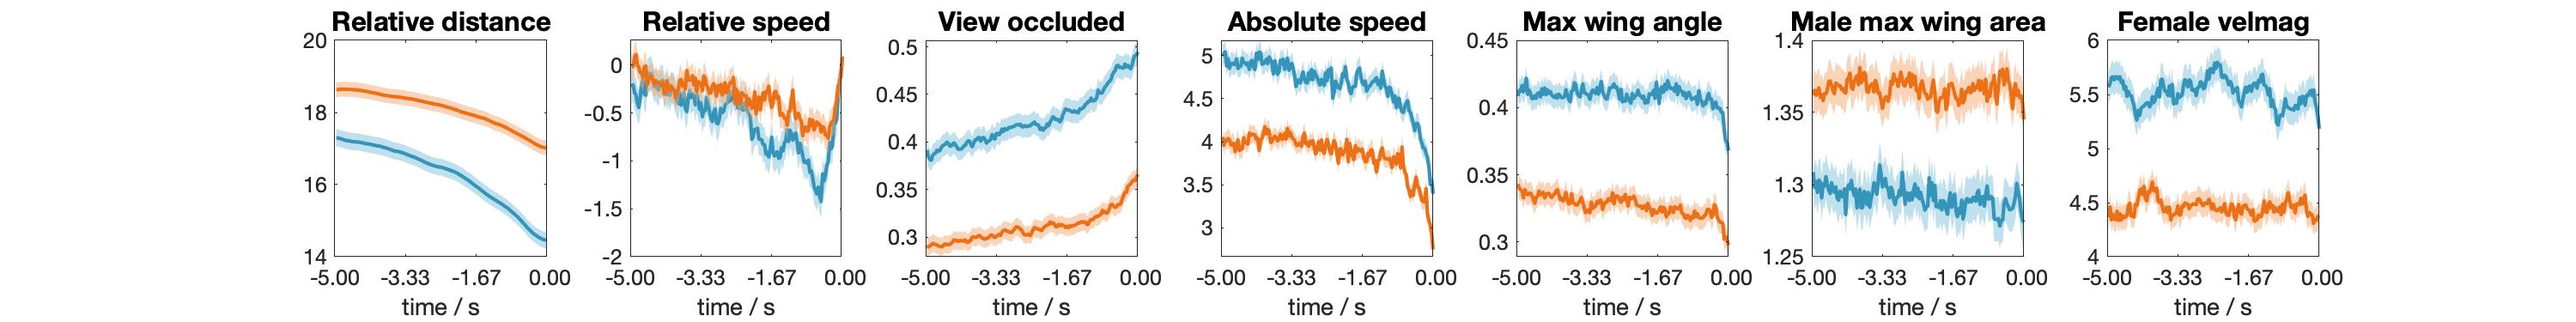 Relative distance
20
18
16
14
-5.00 -3.33 -1.67 0.00
time / s
Relative speed
0
-0.5
-1
-1.5
-2
-5.00 -3.33 -1.67 0.00
time / s
View occluded
0.5
0.45
0.4
0.35
0.3
-5.00 -3.33 -1.67 0.00
time / s
Absolute speed
5
4.5
4
3.5
3
-5.00 -3.33 -1.67 0.00
time / s
Max wing angle
0.45
0.4
0.35
0.3
-5.00 -3.33 -1.67 0.00
time / s
Male max wing area
1.4
1.35
1.3
1.25
-5.00 -3.33 -1.67 0.00
time / s
Female velmag
6
5.5
5
4.5
4
-5.00 -3.33 -1.67 0.00
time / s